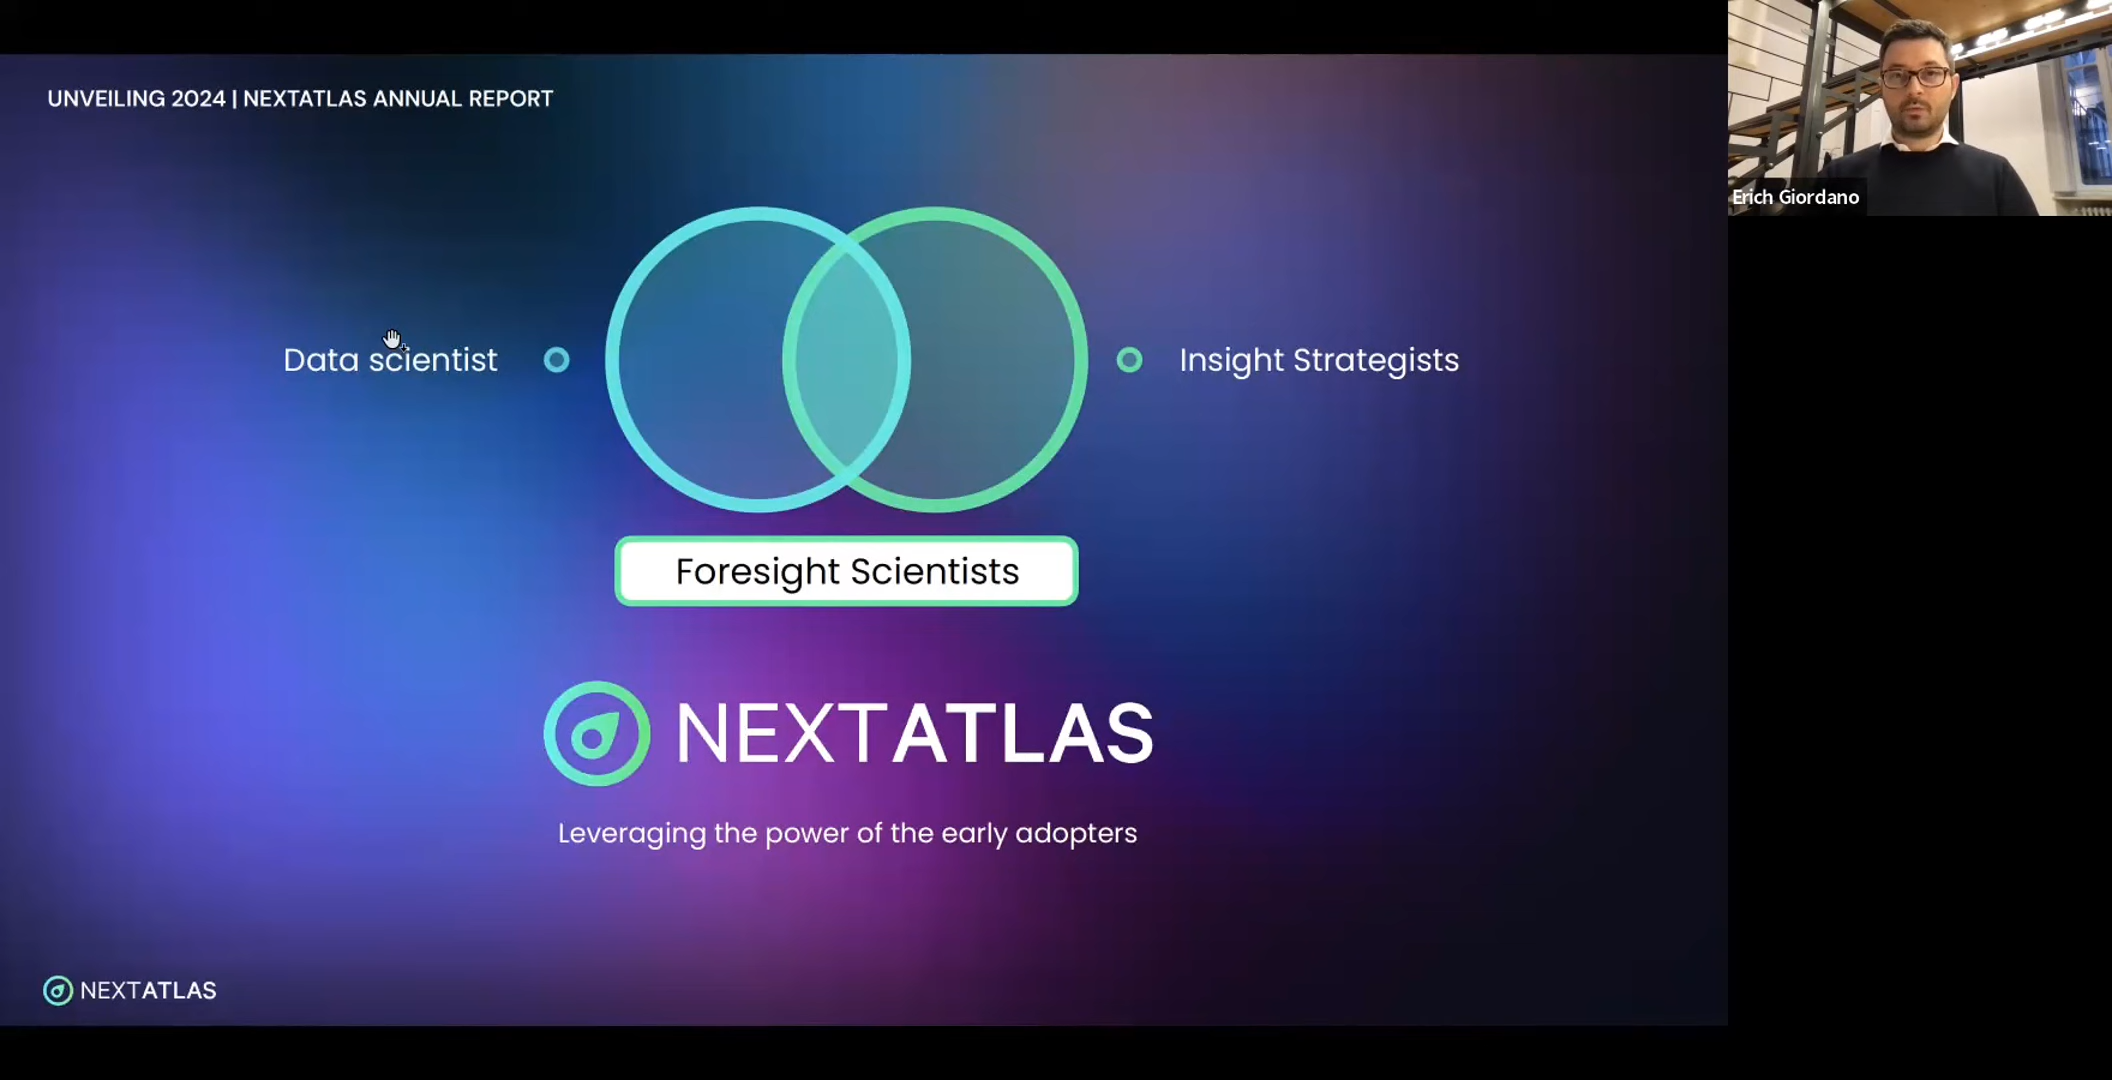 UNVEILING 2024 | NEXTATLAS ANNUAL REPORT
Erich Giordano
Data scientist
Insight Strategists
Foresight Scientists
NEXTATLAS
Leveraging the power of the early adopters
NEXTATLAS